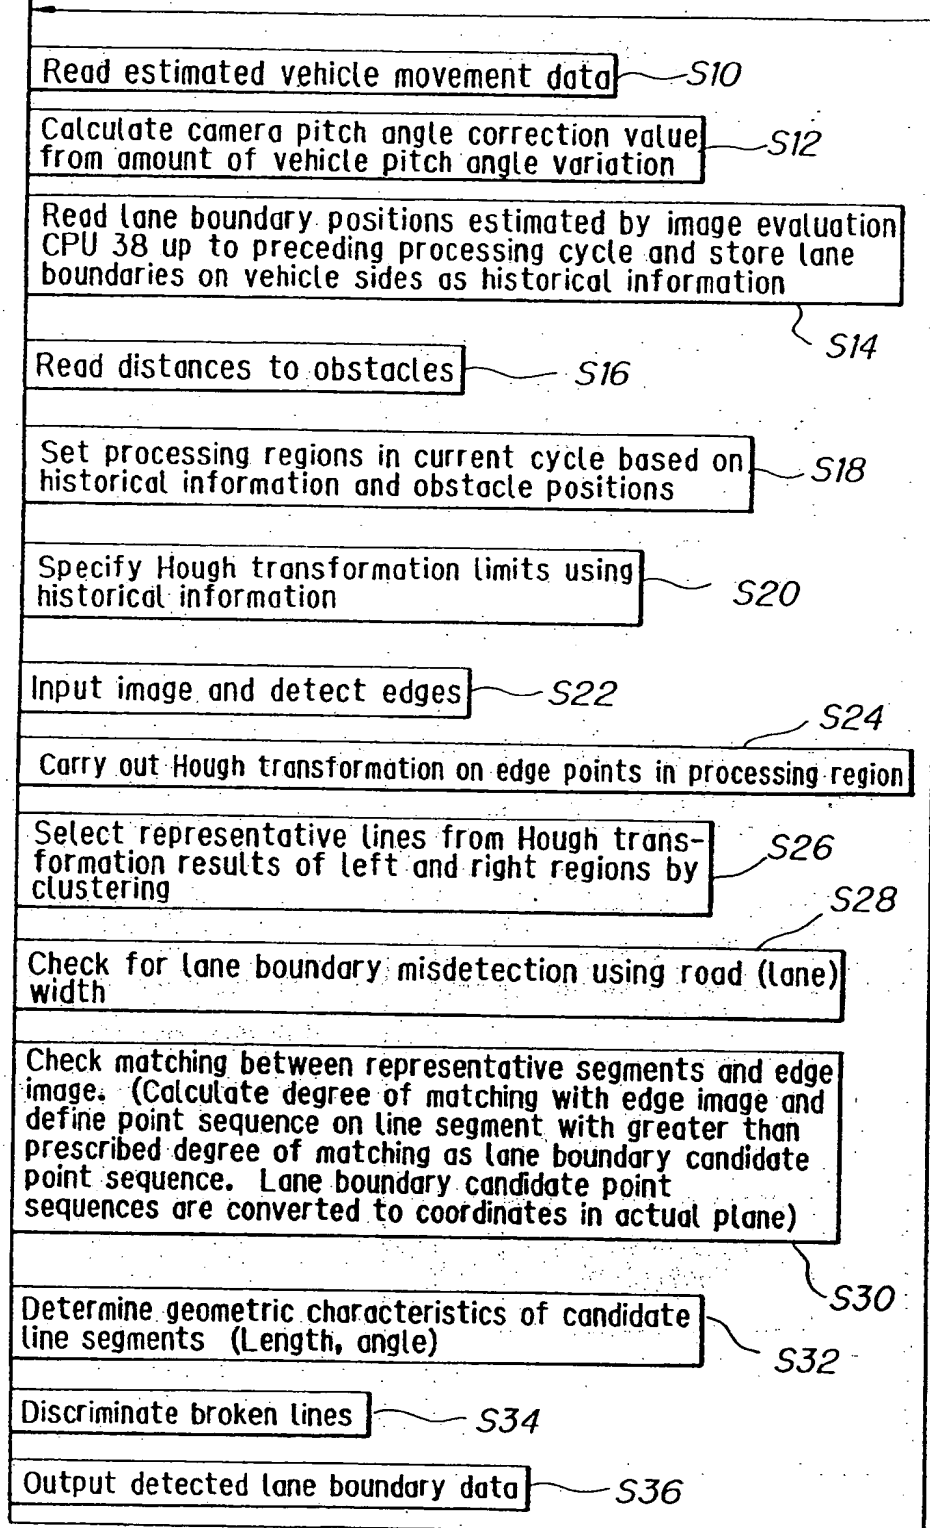 Read estimated vehicle movement data
S10
Calculate camera pitch angle correction value
from amount of vehicle pitch angle variation
S12
Read lane boundary positions estimated by image evaluation
CPU 38 up to preceding processing cycle and store lane
boundaries on vehicle sides as historical information
S14
Read distances to obstacles
S16
Set processing regions in current cycle based on
historical information and obstacle positions
S18
Specify Hough transformation limits using
historical information
S20
Input image and detect edges
S22
S24
Carry out Hough transformation on edge points in processing region
Select representative lines from Hough trans-
formation results of left and right regions by
clustering
S26
S28
Check for lane boundary misdetection using road (lane)
width
Check matching between representative segments and edge
image. (Calculate degree of matching with edge image and
define point sequence on line segment with greater than
prescribed degree of matching as lane boundary candidate
point sequence. Lane boundary candidate point
sequences are converted to coordinates in actual plane)
S30
Determine geometric characteristics of candidate
line segments (Length, angle)
S32
Discriminate broken lines
S34
Output detected lane boundary data
S36